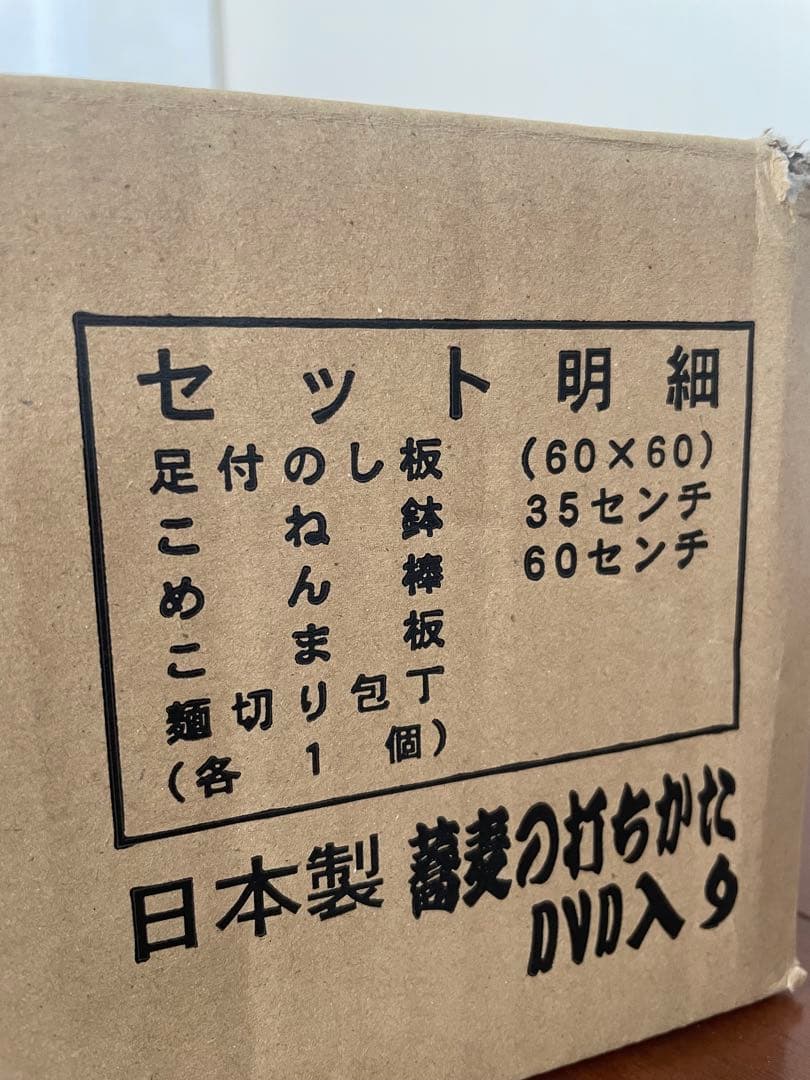 セット明細
足付のし板 (60×60)
こね鉢 35センチ
めん棒 60センチ
こま板
麺切り包丁
(各1個)
日本製 蕎麦の打ちかた
DVD入り